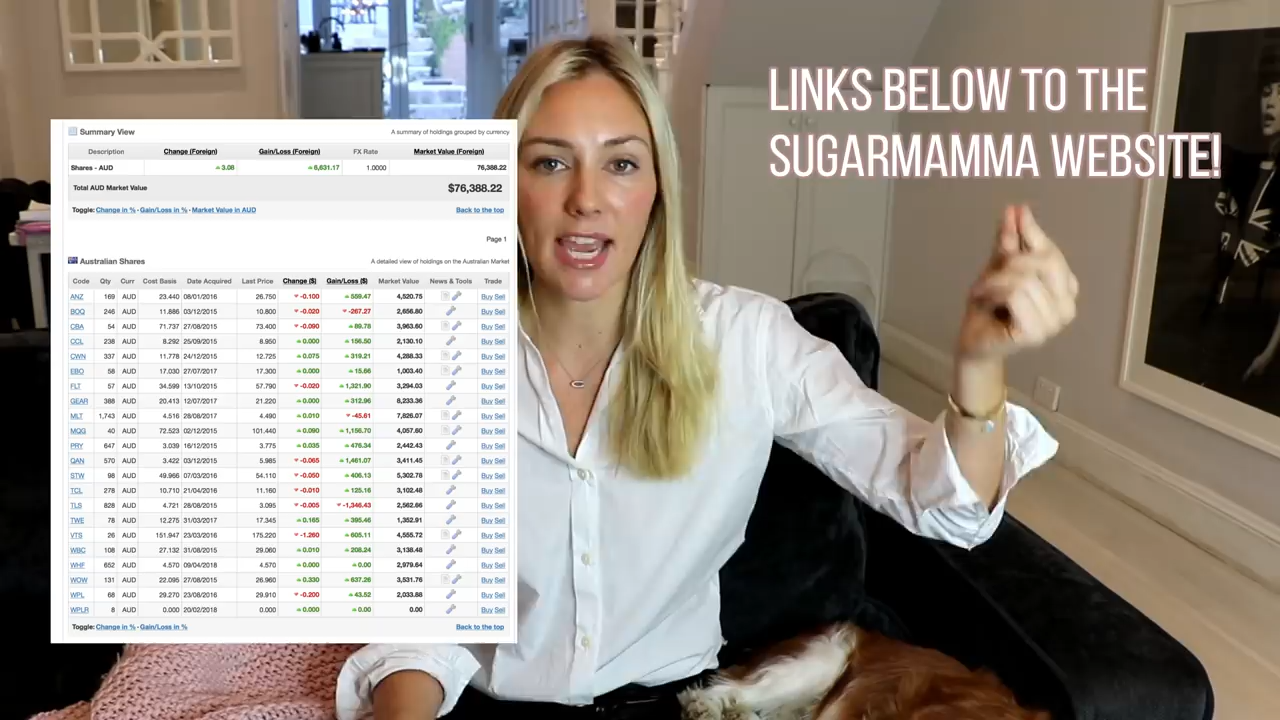 LINKS BELOW TO THE
SUGARMAMMA WEBSITE!
Summary View A summary of holdings grouped by currency
Description Change (Foreign) Gain/Loss (Foreign) FX Rate Market Value (Foreign)
Shares - AUD 3.08 8,631.17 1.0000 76,388.22
Total AUD Market Value $76,388.22
Toggle: Change in % · Gain/Loss in % · Market Value in AUD Back to the top
Page 1
Australian Shares A detailed view of holdings on the Australian Market
Code Qty Curr Cost Basis Date Acquired Last Price Change ($) Gain/Loss ($) Market Value News & Tools Trade
ANZ 169 AUD 23.440 08/01/2016 26.750 -0.100 559.47 4,520.75 Buy Sell
BOQ 246 AUD 11.886 03/12/2015 10.800 -0.020 -267.27 2,656.80 Buy Sell
CBA 54 AUD 71.737 27/08/2015 73.400 -0.090 89.78 3,963.60 Buy Sell
CCL 238 AUD 8.292 25/09/2015 8.950 0.000 156.50 2,130.10 Buy Sell
CWN 337 AUD 11.778 24/12/2015 12.725 0.075 319.21 4,288.33 Buy Sell
EBO 58 AUD 17.030 27/07/2017 17.300 0.000 15.66 1,003.40 Buy Sell
FLT 57 AUD 34.599 13/10/2015 57.790 -0.020 1,321.90 3,294.03 Buy Sell
GEAR 388 AUD 20.413 12/07/2017 21.220 0.000 312.96 8,233.36 Buy Sell
MLT 1,743 AUD 4.516 28/08/2017 4.490 0.010 -45.61 7,826.07 Buy Sell
MQG 40 AUD 72.523 02/12/2015 101.440 0.090 1,156.70 4,057.60 Buy Sell
PRY 647 AUD 3.039 16/12/2015 3.775 0.035 476.34 2,442.43 Buy Sell
QAN 570 AUD 3.422 03/12/2015 5.985 -0.065 1,461.07 3,411.45 Buy Sell
STW 98 AUD 49.966 07/03/2016 54.110 -0.050 406.13 5,302.78 Buy Sell
TCL 278 AUD 10.710 21/04/2016 11.160 -0.010 125.16 3,102.48 Buy Sell
TLS 828 AUD 4.721 28/08/2015 3.095 -0.005 -1,346.43 2,562.66 Buy Sell
TWE 78 AUD 12.275 31/03/2017 17.345 0.165 395.46 1,352.91 Buy Sell
VTS 26 AUD 151.947 23/03/2016 175.220 -1.260 605.11 4,555.72 Buy Sell
WBC 108 AUD 27.132 31/08/2015 29.060 0.010 208.24 3,138.48 Buy Sell
WHF 652 AUD 4.570 09/04/2018 4.570 0.000 0.00 2,979.64 Buy Sell
WOW 131 AUD 22.095 27/08/2015 26.960 0.330 637.26 3,531.76 Buy Sell
WPL 68 AUD 29.270 23/08/2016 29.910 -0.200 43.52 2,033.88 Buy Sell
WPLR 8 AUD 0.000 20/02/2018 0.000 0.000 0.00 0.00 Buy Sell
Toggle: Change in % · Gain/Loss in % Back to the top